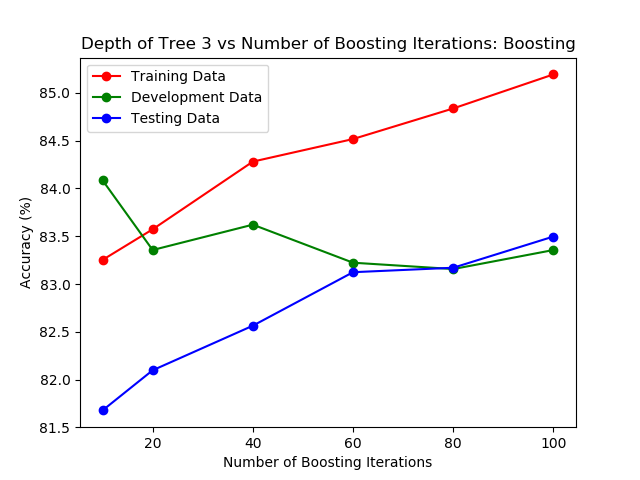 Depth of Tree 3 vs Number of Boosting Iterations: Boosting
Training Data
Development Data
Testing Data
Accuracy (%)
85.0
84.5
84.0
83.5
83.0
82.5
82.0
81.5
20
40
60
80
100
Number of Boosting Iterations